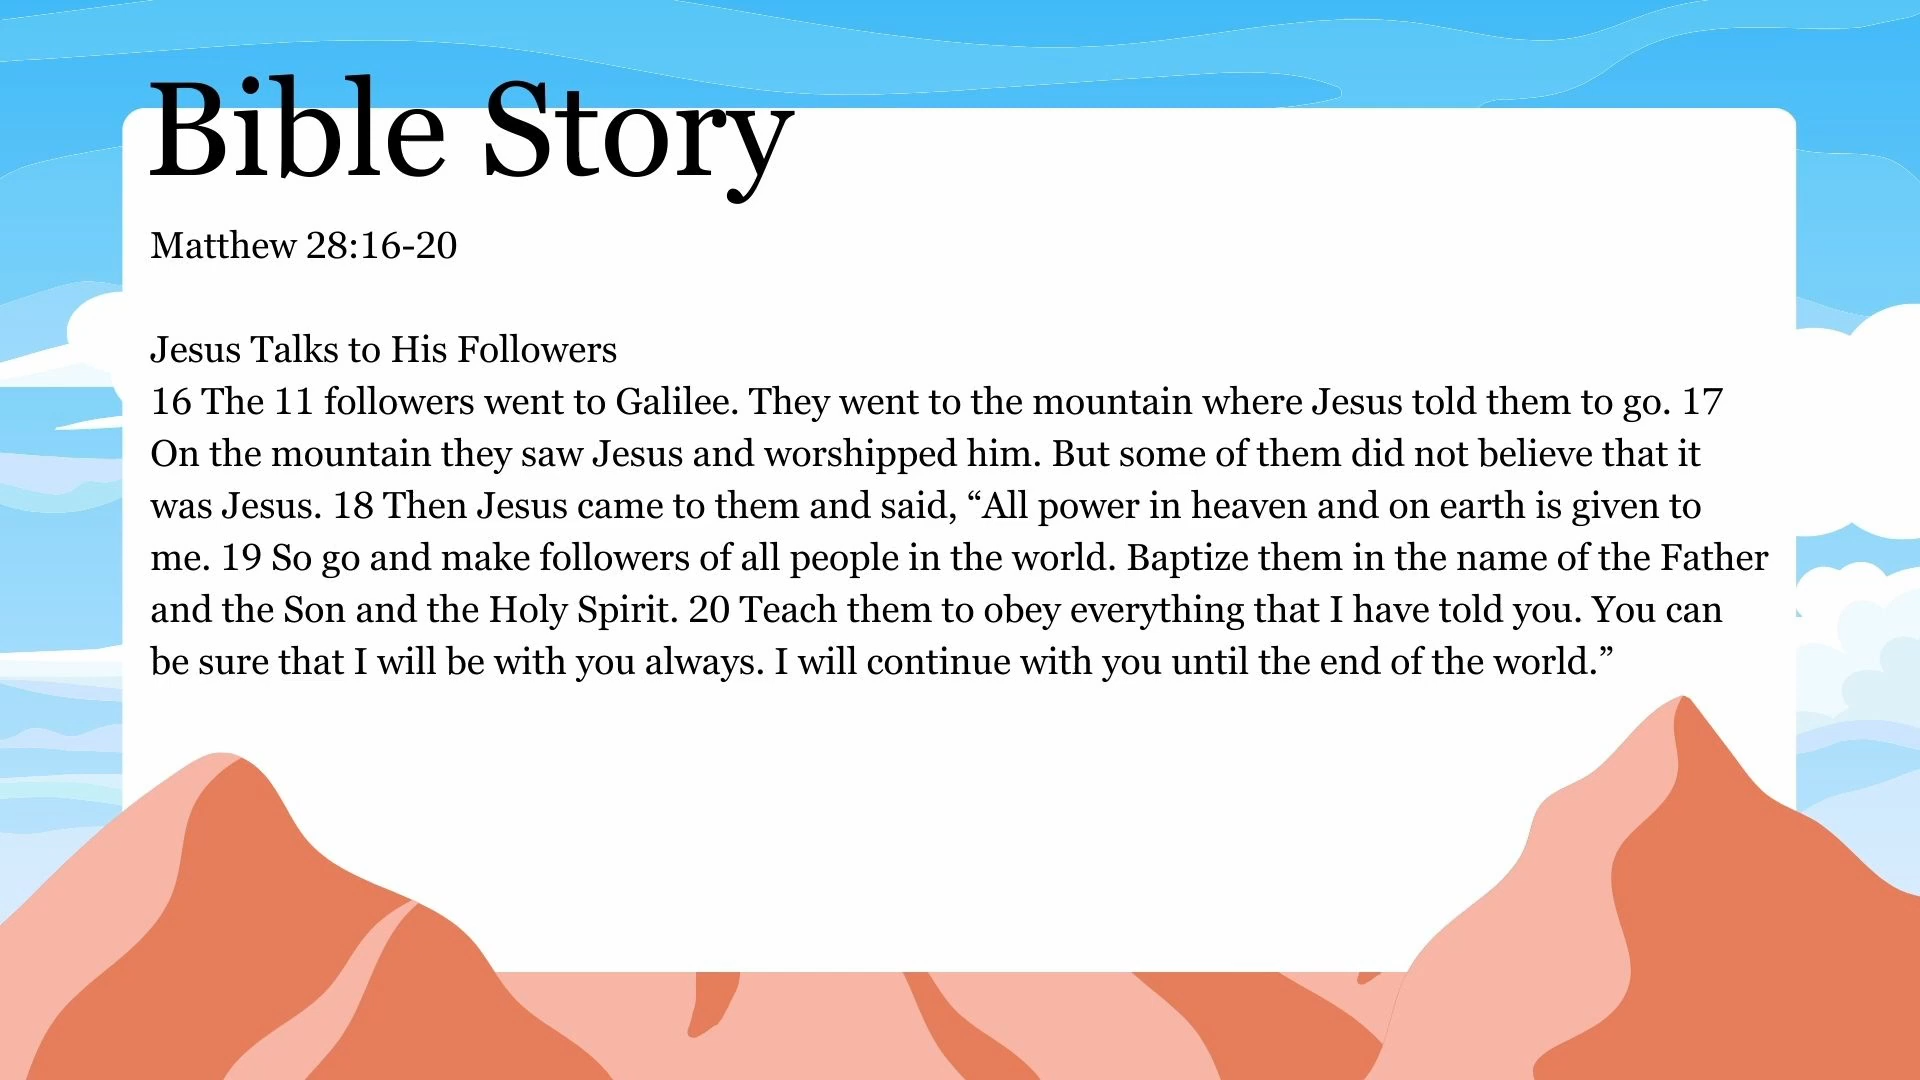 Bible Story
Matthew 28:16-20
Jesus Talks to His Followers
16 The 11 followers went to Galilee. They went to the mountain where Jesus told them to go. 17
On the mountain they saw Jesus and worshipped him. But some of them did not believe that it
was Jesus. 18 Then Jesus came to them and said, “All power in heaven and on earth is given to
me. 19 So go and make followers of all people in the world. Baptize them in the name of the Father
and the Son and the Holy Spirit. 20 Teach them to obey everything that I have told you. You can
be sure that I will be with you always. I will continue with you until the end of the world.”